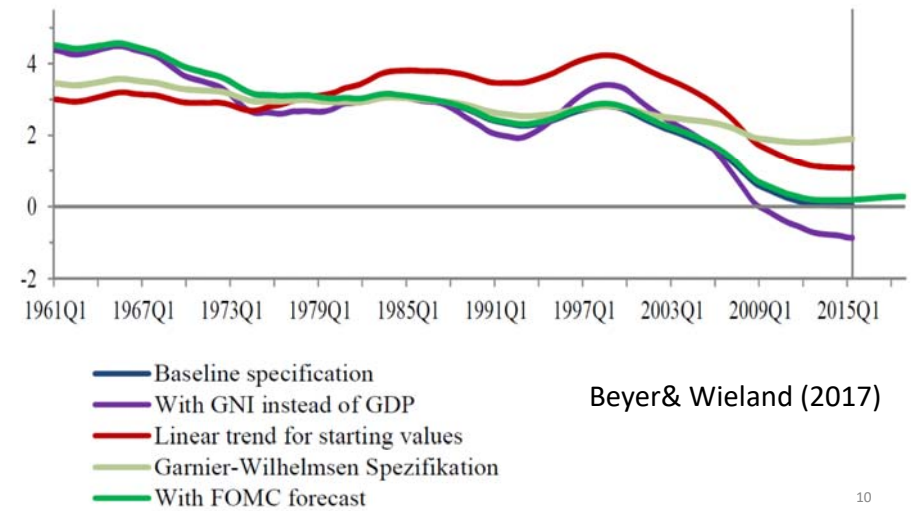 4
2
0
-2
1961Q1 1967Q1 1973Q1 1979Q1 1985Q1 1991Q1 1997Q1 2003Q1 2009Q1 2015Q1
Baseline specification
With GNI instead of GDP
Linear trend for starting values
Garnier-Wilhelmsen Spezifikation
With FOMC forecast
Beyer& Wieland (2017)
10